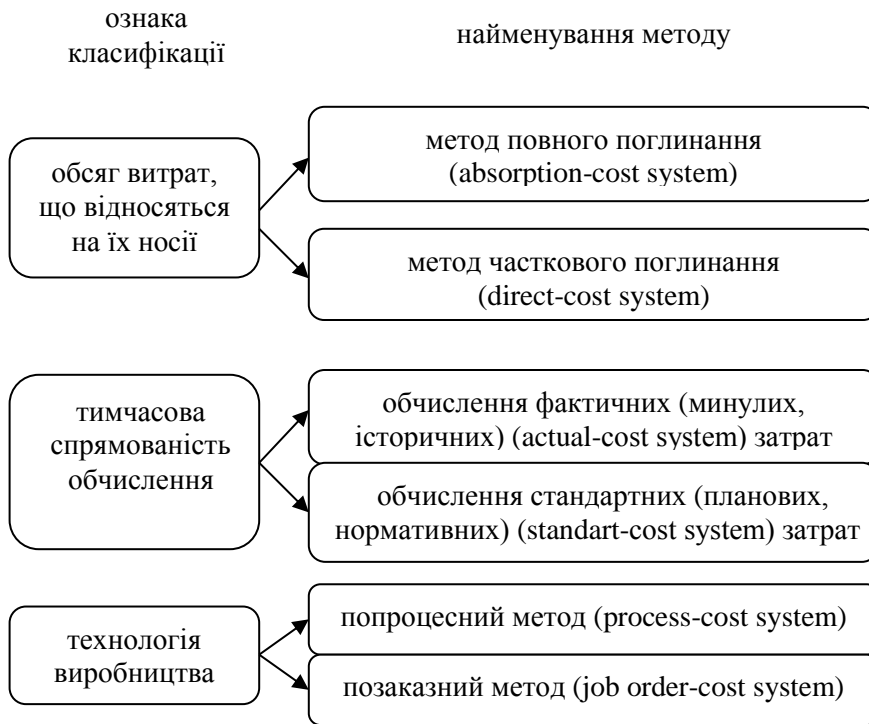 ознака
класифікації
найменування методу
обсяг витрат,
що відносяться
на їх носії
метод повного поглинання
(absorption-cost system)
метод часткового поглинання
(direct-cost system)
тимчасова
спрямованість
обчислення
обчислення фактичних (минулих,
історичних) (actual-cost system) затрат
обчислення стандартних (планових,
нормативних) (standart-cost system) затрат
технологія
виробництва
попроцесний метод (process-cost system)
позаказний метод (job order-cost system)